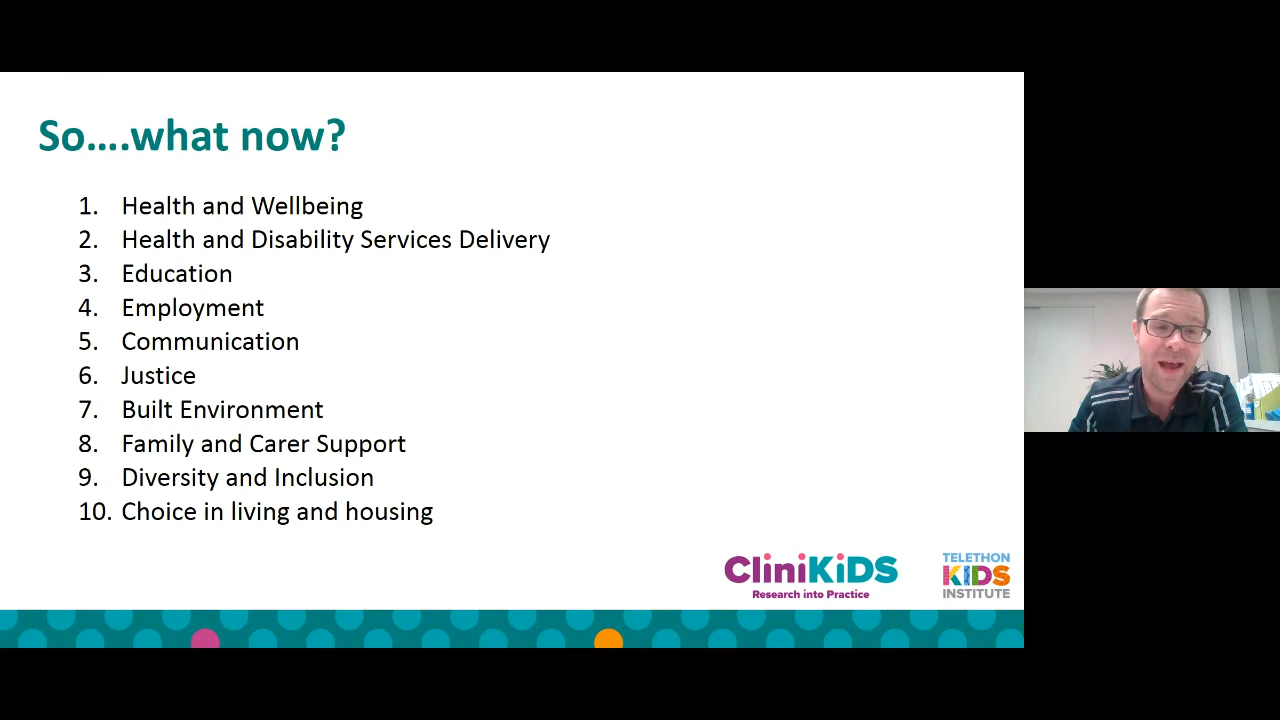 So....what now?
1. Health and Wellbeing
2. Health and Disability Services Delivery
3. Education
4. Employment
5. Communication
6. Justice
7. Built Environment
8. Family and Carer Support
9. Diversity and Inclusion
10. Choice in living and housing
CliniKiDS
Research into Practice
TELETHON
KIDS
INSTITUTE